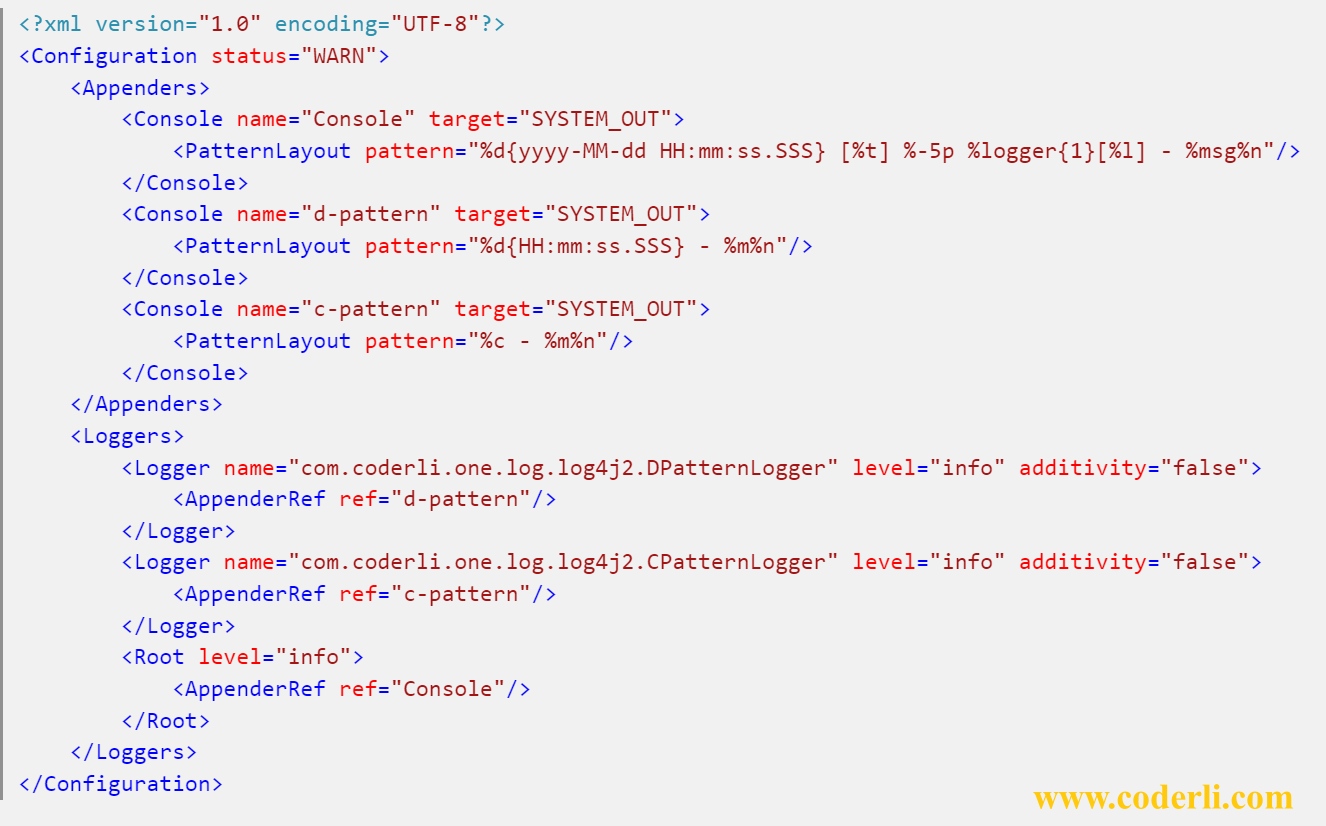 <?xml version="1.0" encoding="UTF-8"?>
<Configuration status="WARN">
    <Appenders>
        <Console name="Console" target="SYSTEM_OUT">
            <PatternLayout pattern="%d{yyyy-MM-dd HH:mm:ss.SSS} [%t] %-5p %logger{1}[%l] - %msg%n"/>
        </Console>
        <Console name="d-pattern" target="SYSTEM_OUT">
            <PatternLayout pattern="%d{HH:mm:ss.SSS} - %m%n"/>
        </Console>
        <Console name="c-pattern" target="SYSTEM_OUT">
            <PatternLayout pattern="%c - %m%n"/>
        </Console>
    </Appenders>
    <Loggers>
        <Logger name="com.coderli.one.log.log4j2.DPatternLogger" level="info" additivity="false">
            <AppenderRef ref="d-pattern"/>
        </Logger>
        <Logger name="com.coderli.one.log.log4j2.CPatternLogger" level="info" additivity="false">
            <AppenderRef ref="c-pattern"/>
        </Logger>
        <Root level="info">
            <AppenderRef ref="Console"/>
        </Root>
    </Loggers>
</Configuration>
www.coderli.com